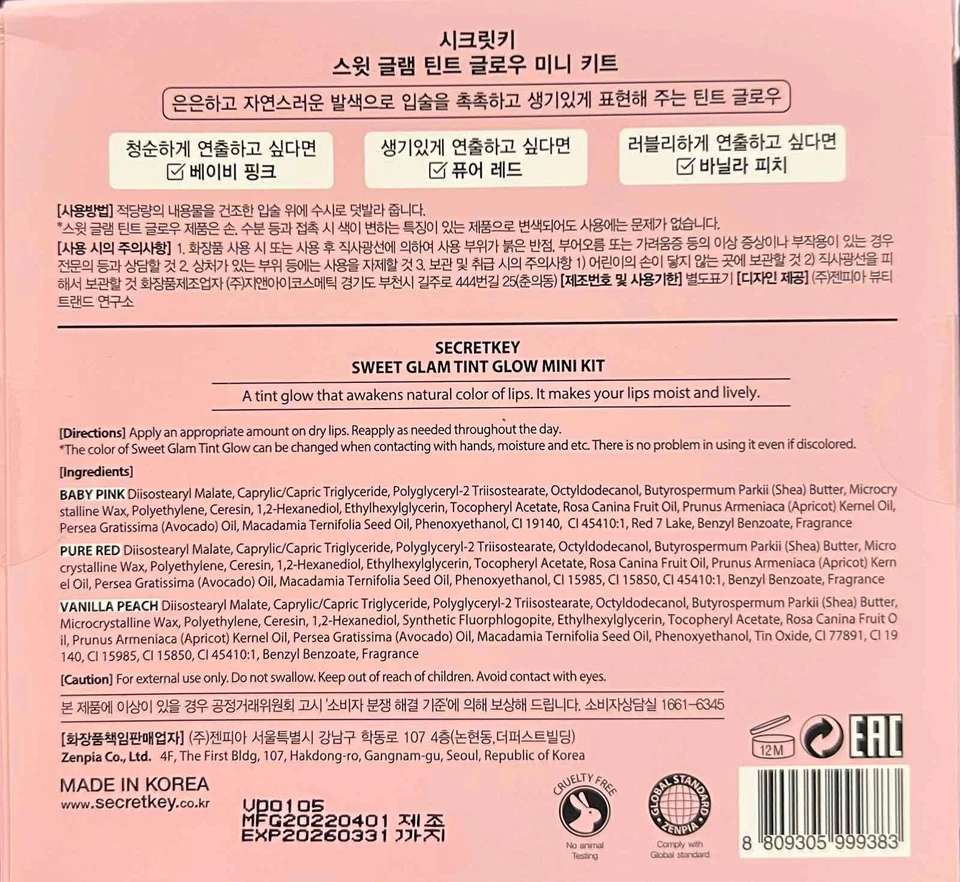 시크릿키
스윗 글램 틴트 글로우 미니 키트
은은하고 자연스러운 발색으로 입술을 촉촉하고 생기있게 표현해 주는 틴트 글로우
청순하게 연출하고 싶다면
베이비 핑크
생기있게 연출하고 싶다면
퓨어 레드
러블리하게 연출하고 싶다면
바닐라 피치
[사용방법] 적당량의 내용물을 건조한 입술 위에 수시로 덧발라 줍니다.
*스윗 글램 틴트 글로우 제품은 손, 수분 등과 접촉 시 색이 변하는 특징이 있는 제품으로 변색되어도 사용에는 문제가 없습니다.
[사용 시의 주의사항] 1. 화장품 사용 시 또는 사용 후 직사광선에 의하여 사용 부위가 붉은 반점, 부어오름 또는 가려움증 등의 이상 증상이나 부작용이 있는 경우
전문의 등과 상담할 것 2. 상처가 있는 부위 등에는 사용을 자제할 것 3. 보관 및 취급 시의 주의사항 1) 어린이의 손이 닿지 않는 곳에 보관할 것 2) 직사광선을 피
해서 보관할 것 화장품제조업자 (주)지앤아이코스메틱 경기도 부천시 길주로 444번길 25(춘의동) [제조번호 및 사용기한] 별도표기 [디자인 제공] (주)젠피아 뷰티
트랜드 연구소
SECRETKEY
SWEET GLAM TINT GLOW MINI KIT
A tint glow that awakens natural color of lips. It makes your lips moist and lively.
[Directions] Apply an appropriate amount on dry lips. Reapply as needed throughout the day.
*The color of Sweet Glam Tint Glow can be changed when contacting with hands, moisture and etc. There is no problem in using it even if discolored.
[Ingredients]
BABY PINK Diisostearyl Malate, Caprylic/Capric Triglyceride, Polyglyceryl-2 Triisostearate, Octyldodecanol, Butyrospermum Parkii (Shea) Butter, Microcry
stalline Wax, Polyethylene, Ceresin, 1,2-Hexanediol, Ethylhexylglycerin, Tocopheryl Acetate, Rosa Canina Fruit Oil, Prunus Armeniaca (Apricot) Kernel Oil,
Persea Gratissima (Avocado) Oil, Macadamia Ternifolia Seed Oil, Phenoxyethanol, CI 19140, CI 45410:1, Red 7 Lake, Benzyl Benzoate, Fragrance
PURE RED Diisostearyl Malate, Caprylic/Capric Triglyceride, Polyglyceryl-2 Triisostearate, Octyldodecanol, Butyrospermum Parkii (Shea) Butter, Micro
crystalline Wax, Polyethylene, Ceresin, 1,2-Hexanediol, Ethylhexylglycerin, Tocopheryl Acetate, Rosa Canina Fruit Oil, Prunus Armeniaca (Apricot) Kern
el Oil, Persea Gratissima (Avocado) Oil, Macadamia Ternifolia Seed Oil, Phenoxyethanol, CI 15985, CI 15850, CI 45410:1, Benzyl Benzoate, Fragrance
VANILLA PEACH Diisostearyl Malate, Caprylic/Capric Triglyceride, Polyglyceryl-2 Triisostearate, Octyldodecanol, Butyrospermum Parkii (Shea) Butter,
Microcrystalline Wax, Polyethylene, Ceresin, 1,2-Hexanediol, Synthetic Fluorphlogopite, Ethylhexylglycerin, Tocopheryl Acetate, Rosa Canina Fruit O
il, Prunus Armeniaca (Apricot) Kernel Oil, Persea Gratissima (Avocado) Oil, Macadamia Ternifolia Seed Oil, Phenoxyethanol, Tin Oxide, CI 77891, CI 19
140, CI 15985, CI 15850, CI 45410:1, Benzyl Benzoate, Fragrance
[Caution] For external use only. Do not swallow. Keep out of reach of children. Avoid contact with eyes.
본 제품에 이상이 있을 경우 공정거래위원회 고시 '소비자 분쟁 해결 기준'에 의해 보상해 드립니다. 소비자상담실 1661-6345
[화장품책임판매업자] (주)젠피아 서울특별시 강남구 학동로 107 4층(논현동,더퍼스트빌딩)
Zenpia Co., Ltd. 4F, The First Bldg, 107, Hakdong-ro, Gangnam-gu, Seoul, Republic of Korea
12M
EAC
MADE IN KOREA
www.secretkey.co.kr
VD0105
MFG20220401 제조
EXP20260331 까지
CRUELTY FREE
No animal
Testing
GLOBAL STANDARD
ZENPIA
Comply with
Global standard
8 809305 999383